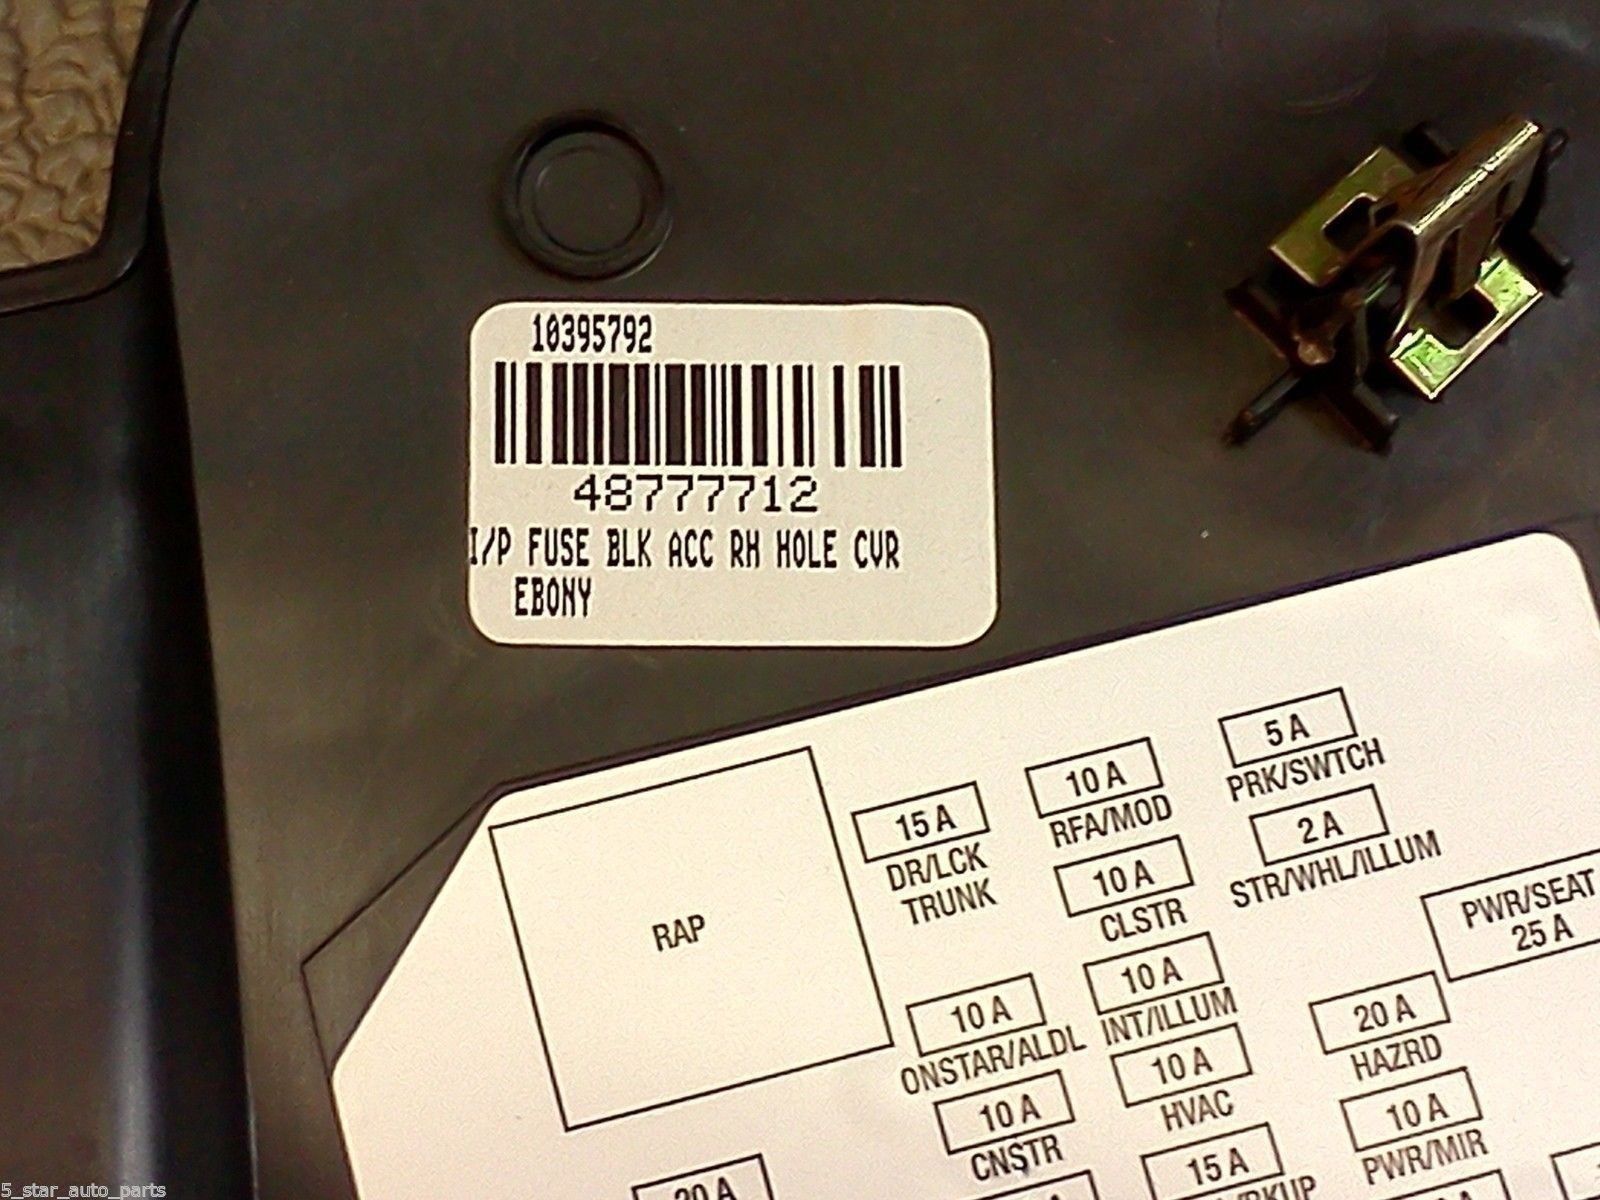 10395792
48777712
I/P FUSE BLK ACC RH HOLE CVR
EBONY
RAP
15 A
DR/LCK
TRUNK
10 A
RFA/MOD
5 A
PRK/SWTCH
10 A
CLSTR
2 A
STR/WHL/ILLUM
PWR/SEAT
25 A
10 A
ONSTAR/ALDL
10 A
INT/ILLUM
20 A
HAZRD
10 A
CNSTR
10 A
HVAC
10 A
PWR/MIR
20 A
15 A
5_star_auto_parts